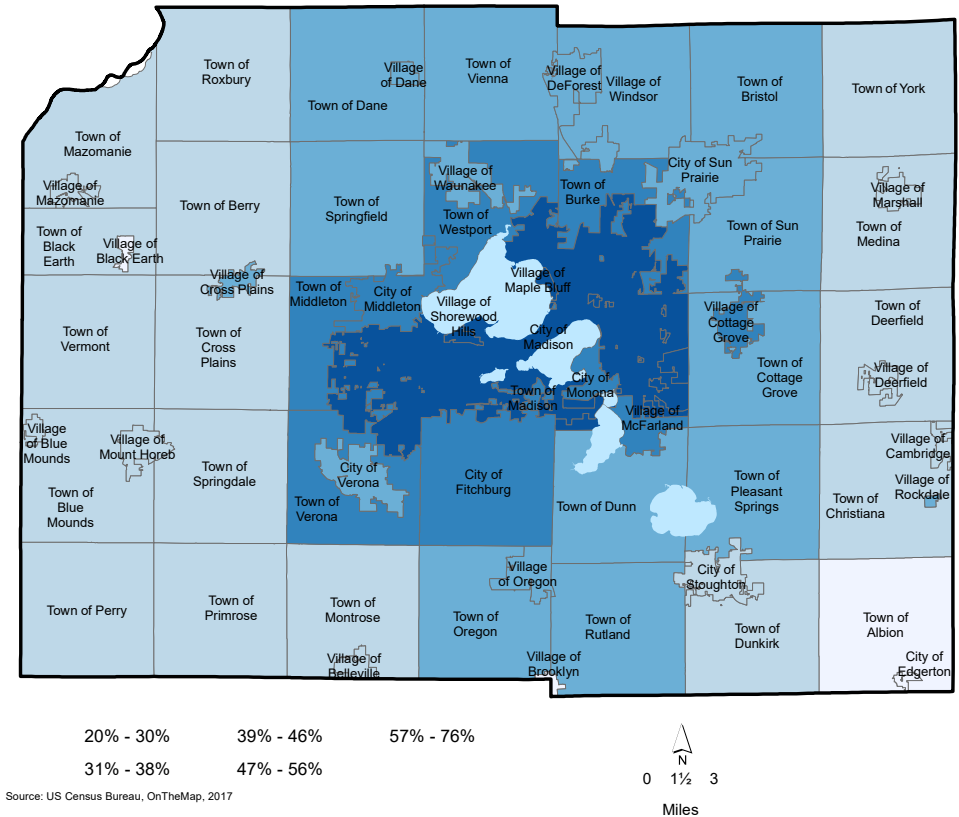 Town of
Roxbury
Village
of Dane
Town of Dane
Town of
Vienna
Village of
DeForest
Village of
Windsor
Town of
Bristol
Town of York
Town of
Mazomanie
Village of
Mazomanie
Town of Berry
Town of
Springfield
Village of
Waunakee
Town of
Westport
Town of
Burke
City of Sun
Prairie
Town of Sun
Prairie
Village of
Marshall
Town of
Medina
Town of
Black
Earth
Village of
Black Earth
Village of
Cross Plains
Town of
Middleton
City of
Middleton
Village of
Maple Bluff
Village of
Shorewood
Hills
City of
Madison
Village of
Cottage
Grove
Town of
Deerfield
Town of
Vermont
Town of
Cross
Plains
Town of
Madison
City of
Monona
Town of
Cottage
Grove
Village of
Deerfield
Village of
McFarland
Village
of Blue
Mounds
Village of
Mount Horeb
Town of
Blue
Mounds
Town of
Springdale
City of
Verona
Town of
Verona
City of
Fitchburg
Town of Dunn
Town of
Pleasant
Springs
Village of
Cambridge
Village of
Rockdale
Town of
Christiana
Town of Perry
Town of
Primrose
Town of
Montrose
Village of
Belleville
Village
of Oregon
Town of
Oregon
Town of
Rutland
Village of
Brooklyn
City of
Stoughton
Town of
Dunkirk
Town of
Albion
City of
Edgerton
20% - 30%
39% - 46%
57% - 76%
31% - 38%
47% - 56%
N
0 1½ 3
Miles
Source: US Census Bureau, OnTheMap, 2017